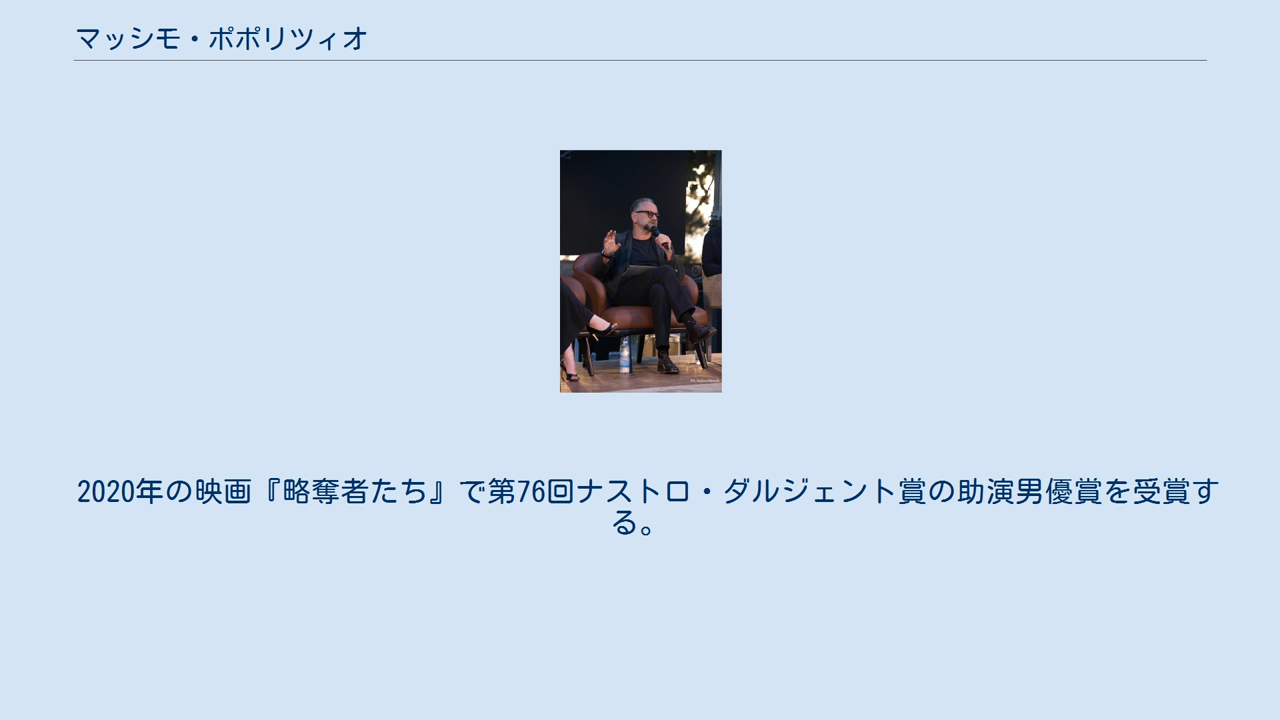 マッシモ・ポポリツィオ
2020年の映画『略奪者たち』で第76回ナストロ・ダルジェント賞の助演男優賞を受賞す
る。